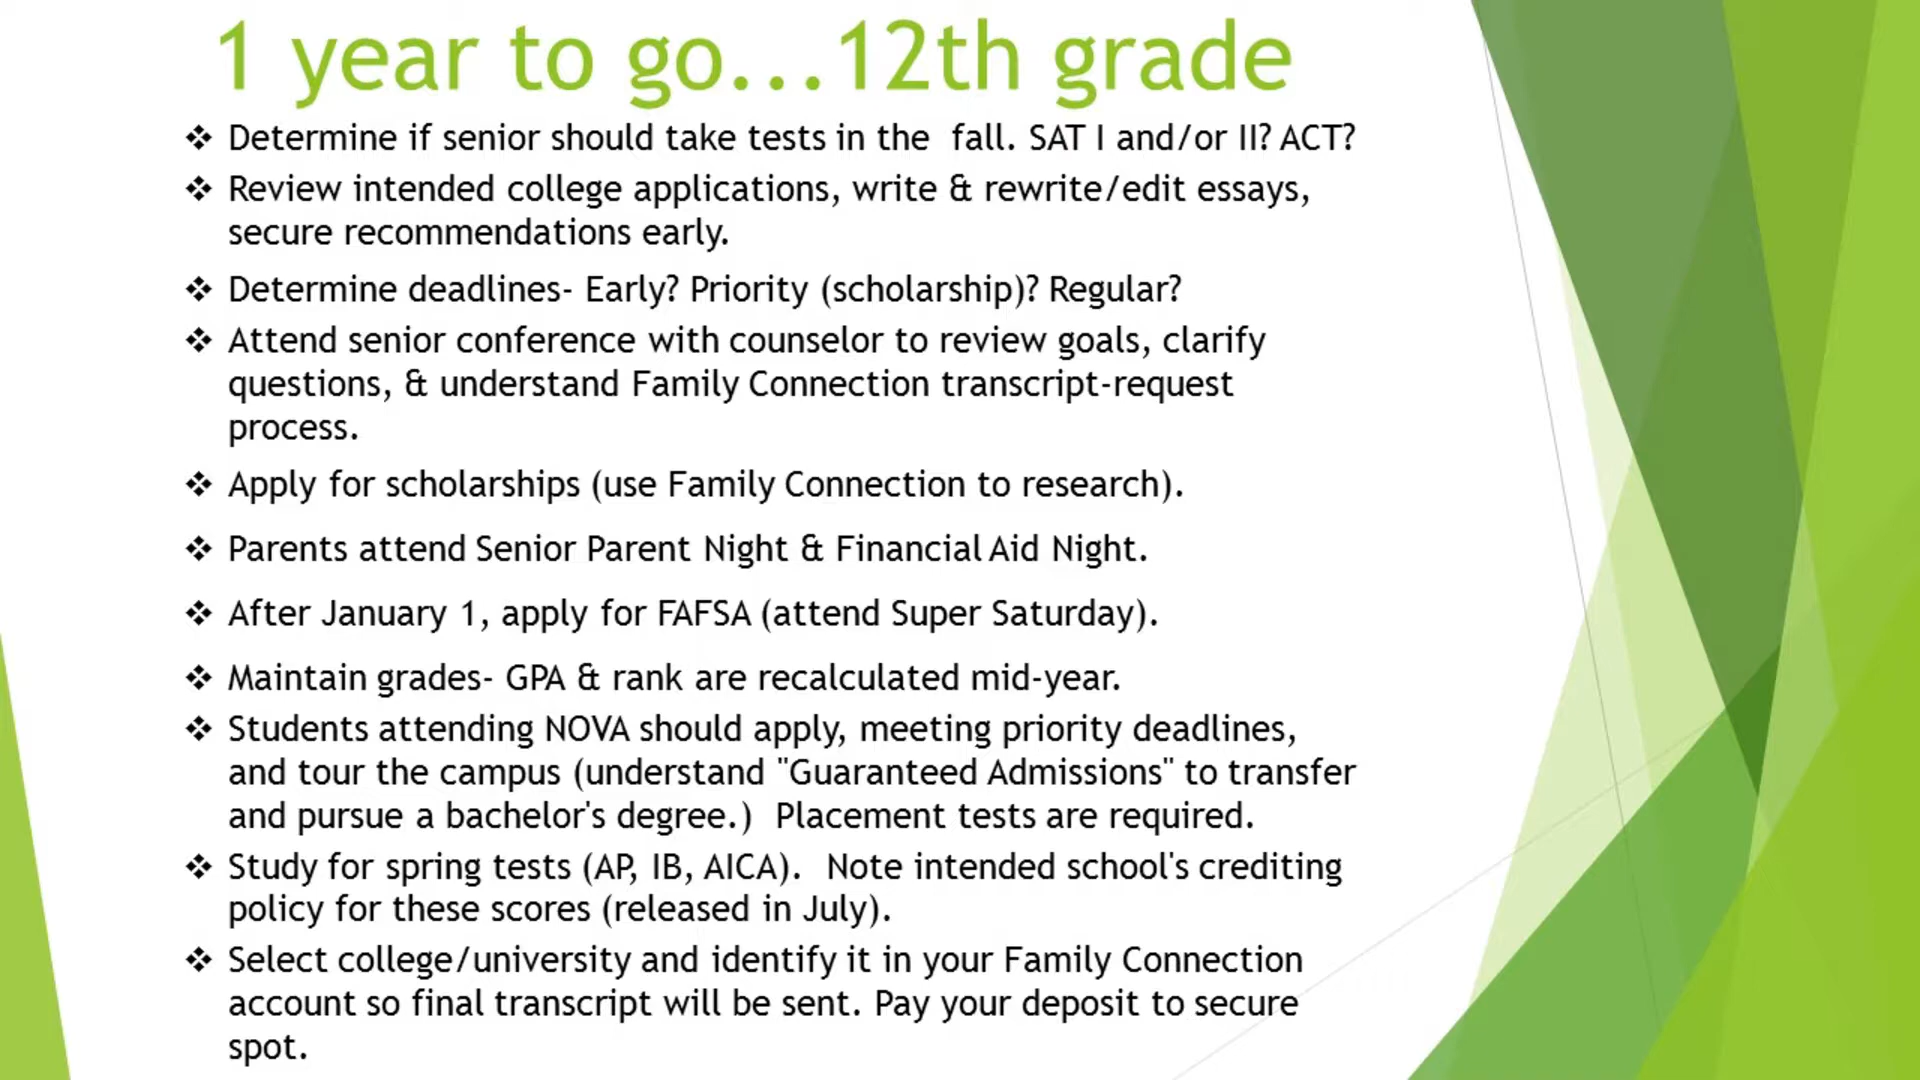 1 year to go...12th grade
❖ Determine if senior should take tests in the  fall. SAT I and/or II? ACT?
❖ Review intended college applications, write & rewrite/edit essays,
secure recommendations early.
❖ Determine deadlines- Early? Priority (scholarship)? Regular?
❖ Attend senior conference with counselor to review goals, clarify
questions, & understand Family Connection transcript-request
process.
❖ Apply for scholarships (use Family Connection to research).
❖ Parents attend Senior Parent Night & Financial Aid Night.
❖ After January 1, apply for FAFSA (attend Super Saturday).
❖ Maintain grades- GPA & rank are recalculated mid-year.
❖ Students attending NOVA should apply, meeting priority deadlines,
and tour the campus (understand "Guaranteed Admissions" to transfer
and pursue a bachelor's degree.)  Placement tests are required.
❖ Study for spring tests (AP, IB, AICA).  Note intended school's crediting
policy for these scores (released in July).
❖ Select college/university and identify it in your Family Connection
account so final transcript will be sent. Pay your deposit to secure
spot.